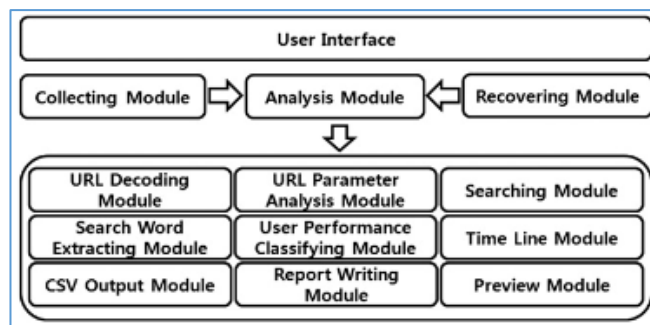 User Interface
Collecting Module
Analysis Module
Recovering Module
URL Decoding
Module
URL Parameter
Analysis Module
Searching Module
Search Word
Extracting Module
User Performance
Classifying Module
Time Line Module
CSV Output Module
Report Writing
Module
Preview Module